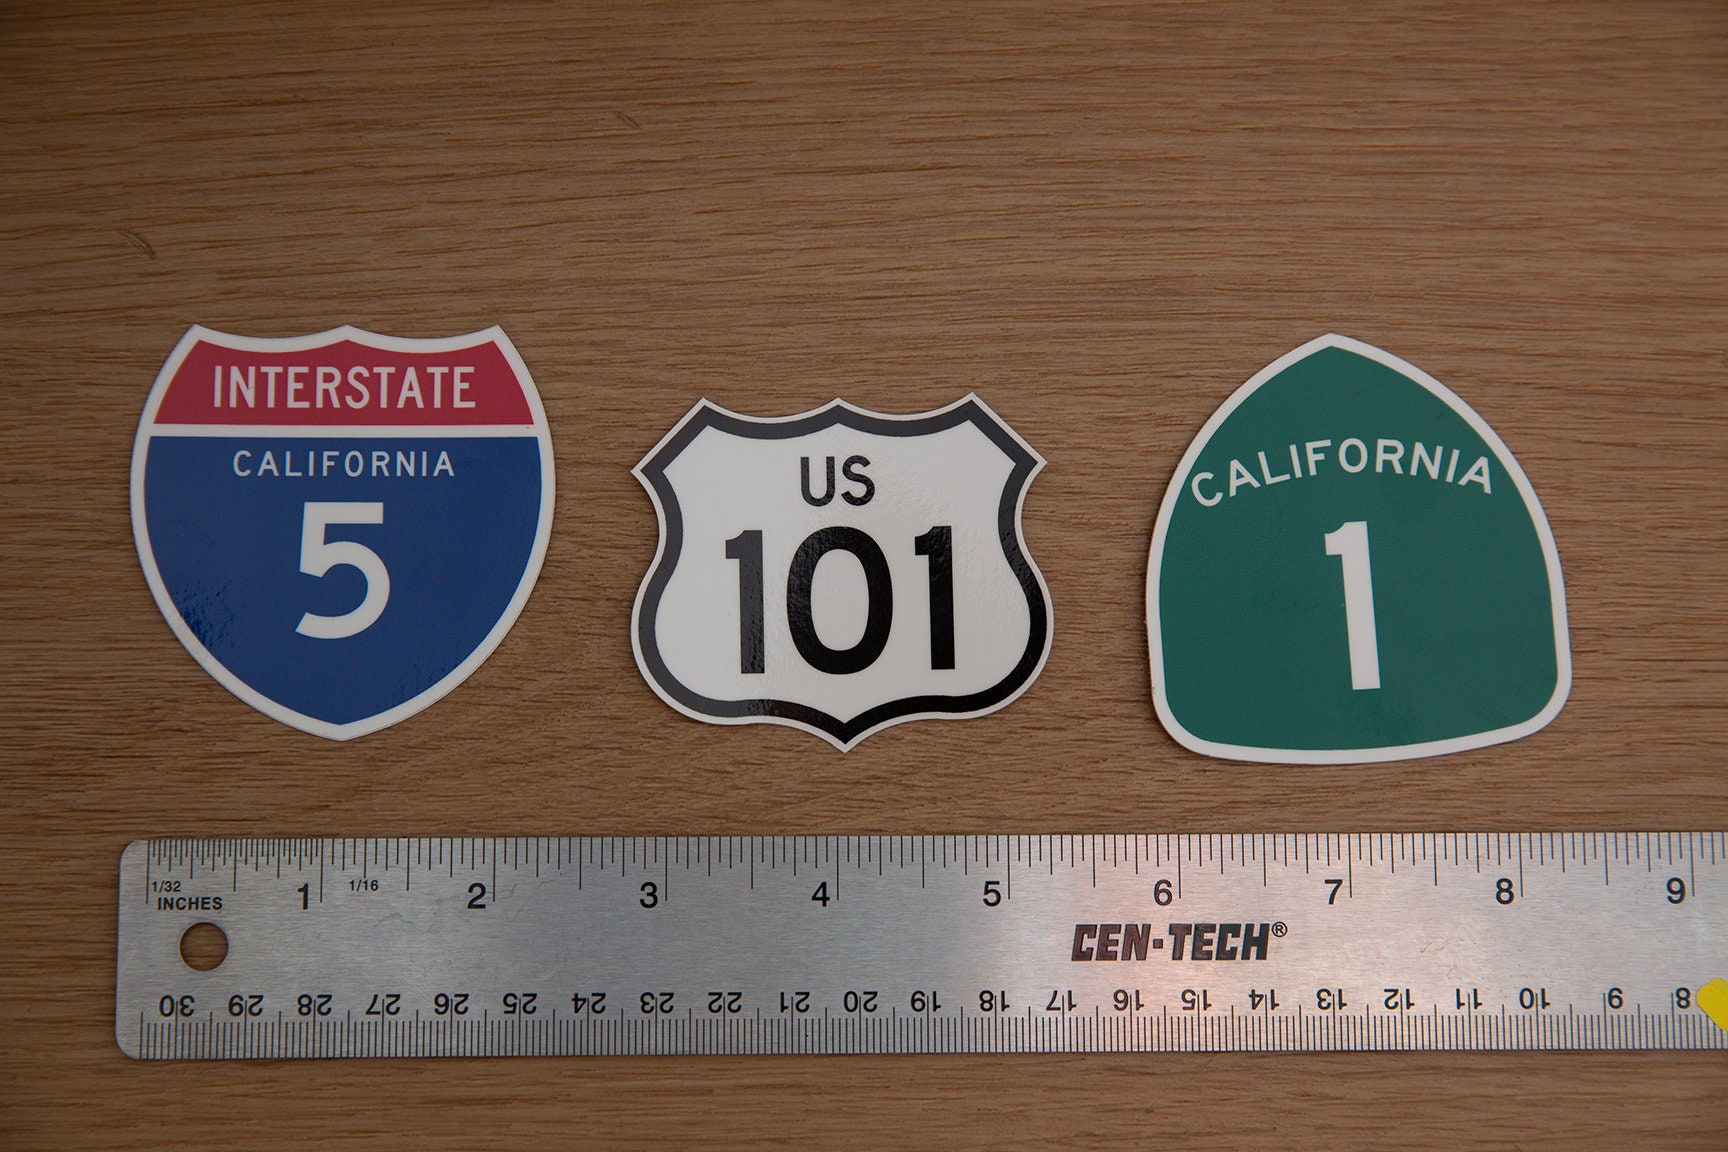 INTERSTATE
CALIFORNIA
5
US
101
CALIFORNIA
1
1/32
INCHES
1 1/16 2 3 4 5 6 7 8 9
CEN-TECH®
30 29 28 27 26 25 24 23 22 21 20 19 18 17 16 15 14 13 12 11 10 9 8